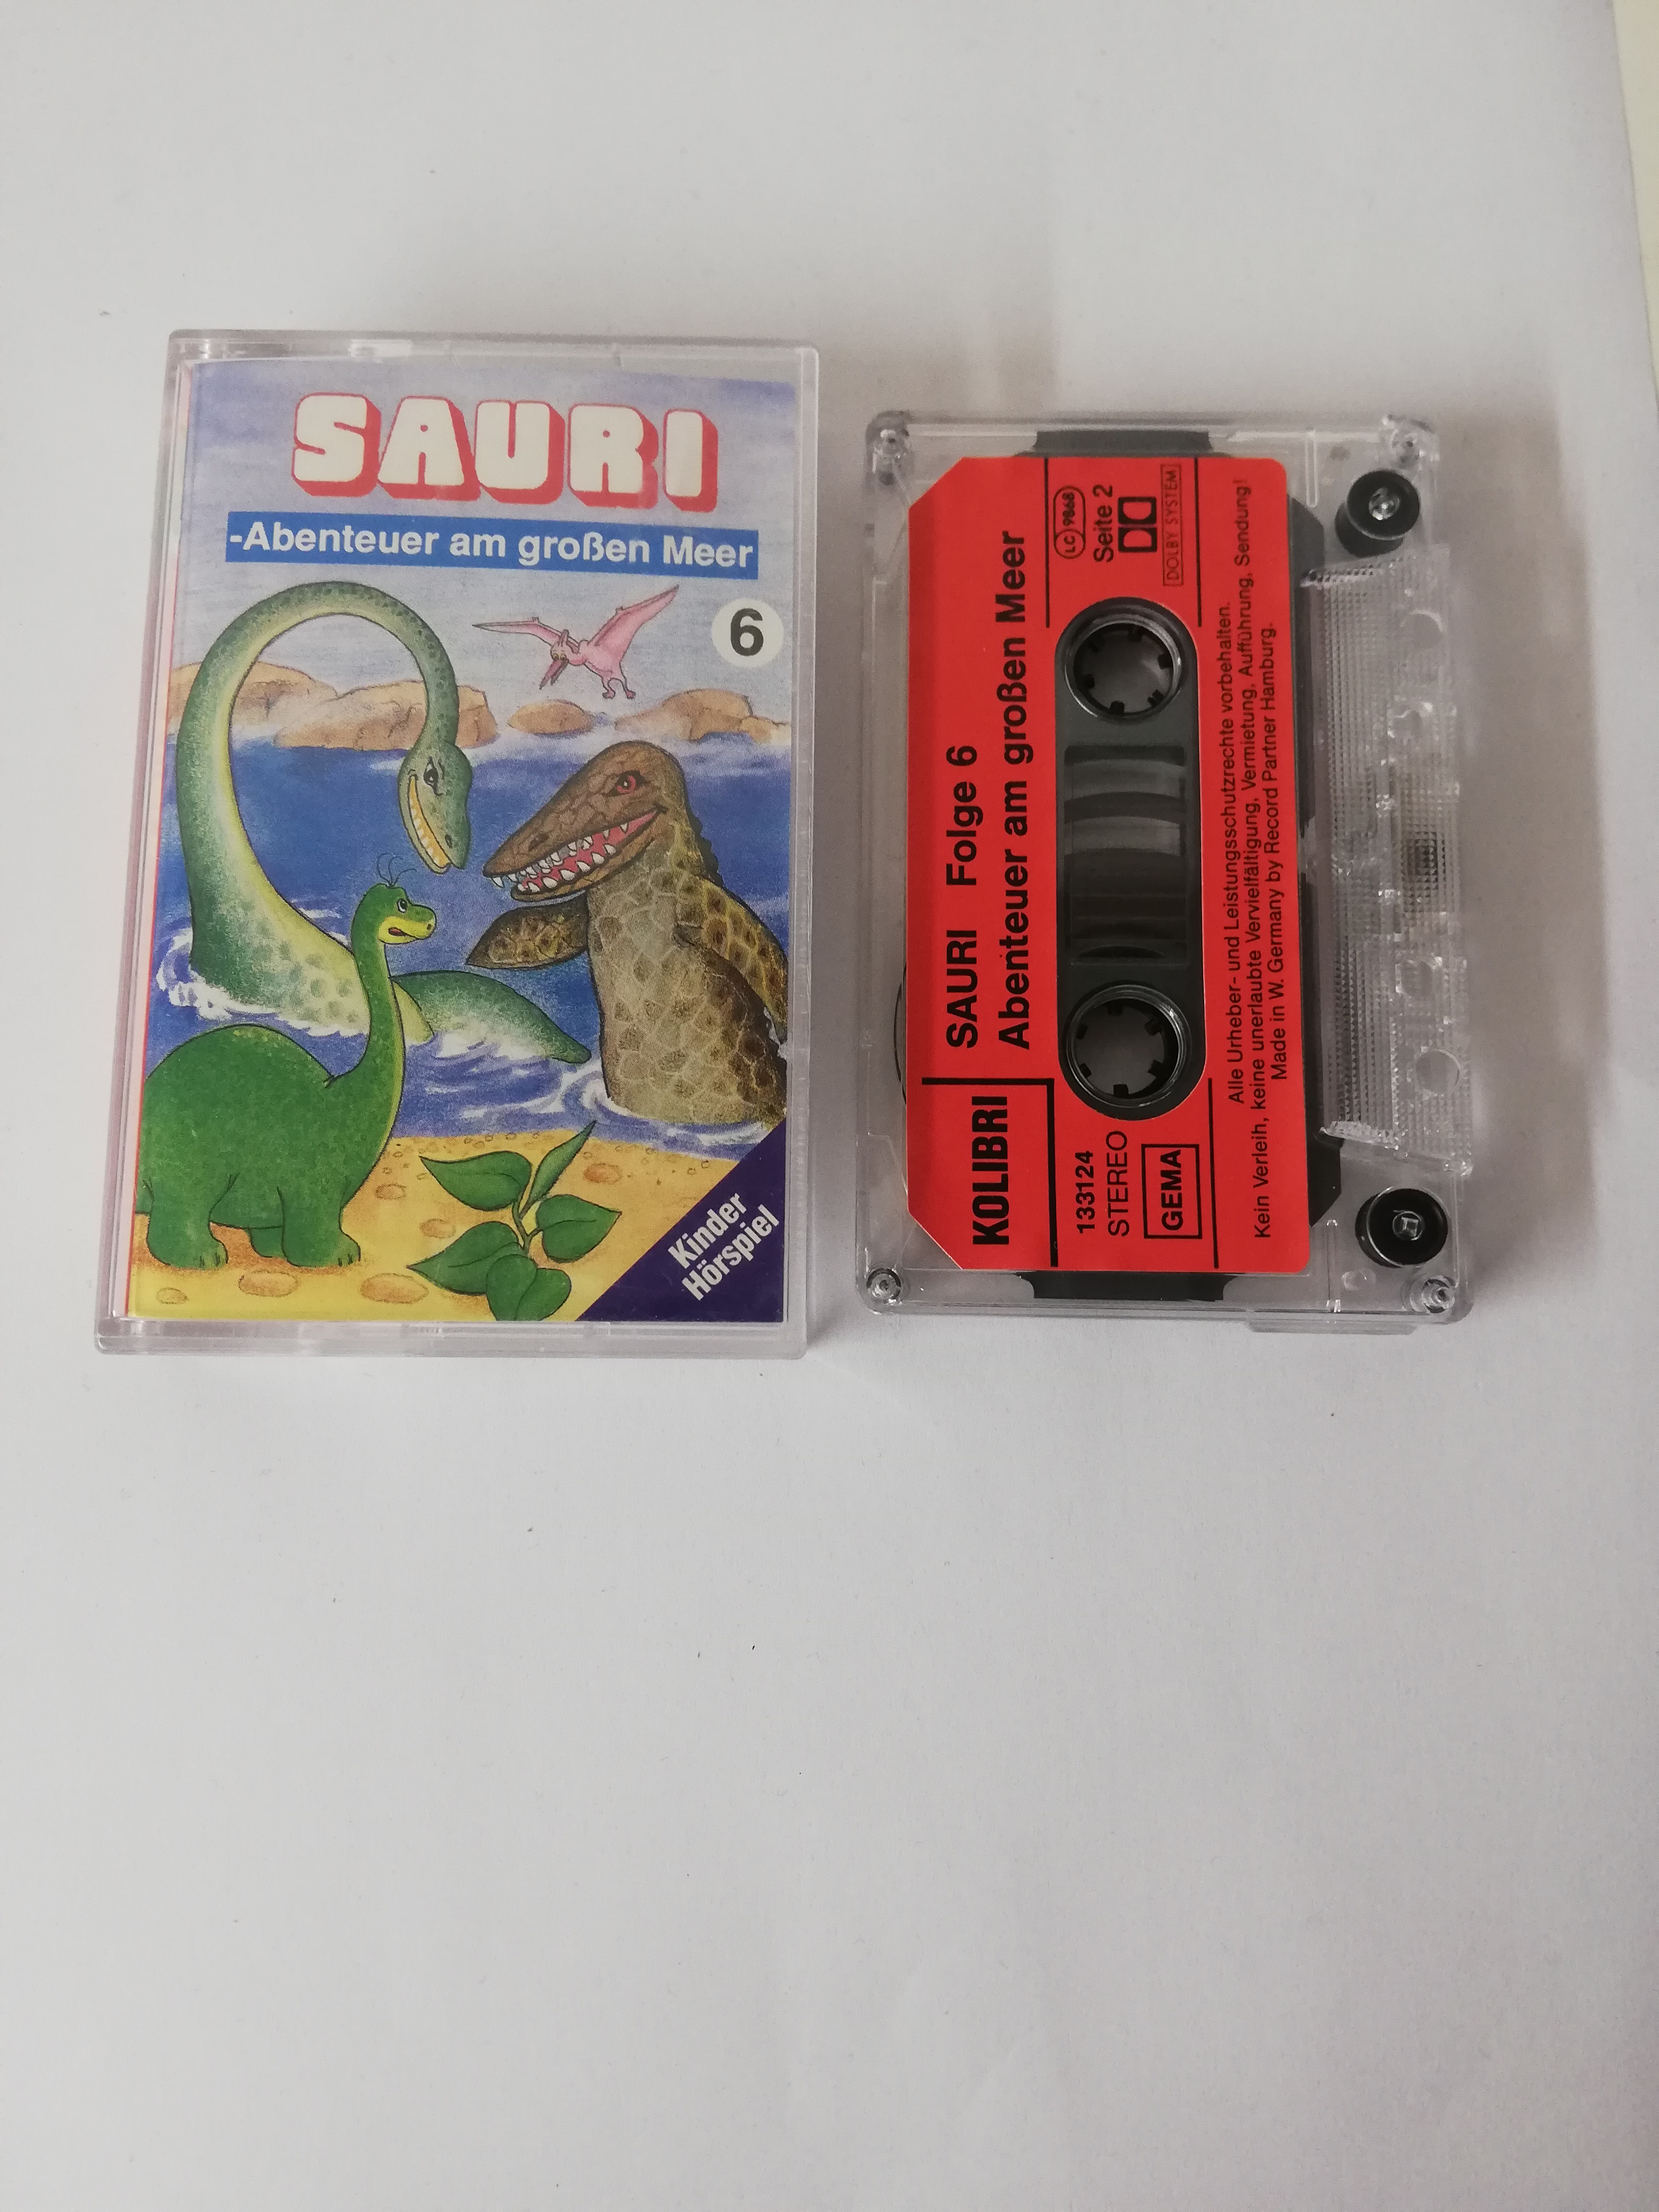 SAURI
-Abenteuer am großen Meer
6
Kinder
Hörspiel
KOLIBRI
SAURI Folge 6
Abenteuer am großen Meer
133124
STEREO
GEMA
LC 9868
Seite 2
DOLBY SYSTEM
Alle Urheber- und Leistungsschutzrechte vorbehalten.
Kein Verleih, keine unerlaubte Vervielfältigung, Vermietung, Aufführung, Sendung!
Made in W. Germany by Record Partner Hamburg.